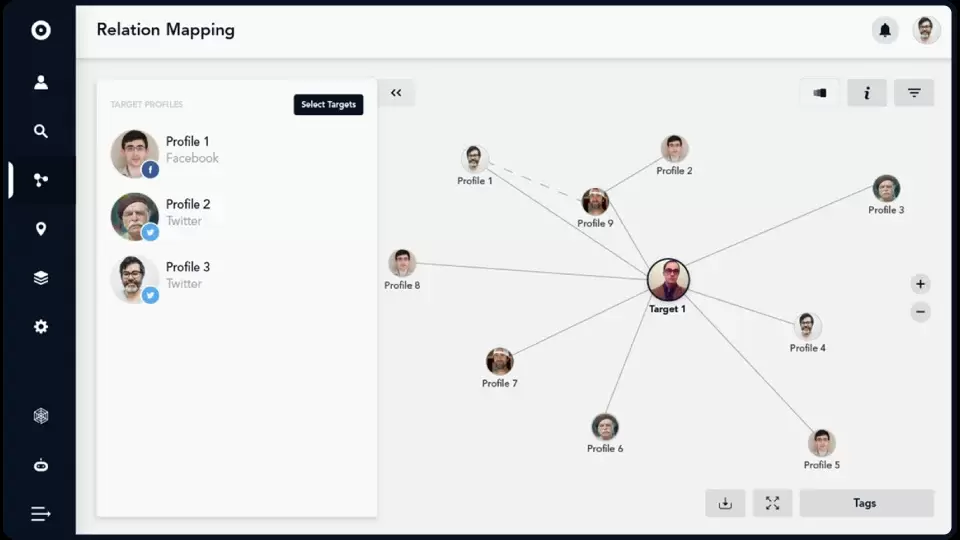 Relation Mapping
TARGET PROFILES
Select Targets
Profile 1
Facebook
Profile 2
Twitter
Profile 3
Twitter
Profile 1
Profile 2
Profile 3
Profile 9
Profile 8
Target 1
Profile 4
Profile 7
Profile 6
Profile 5
Tags